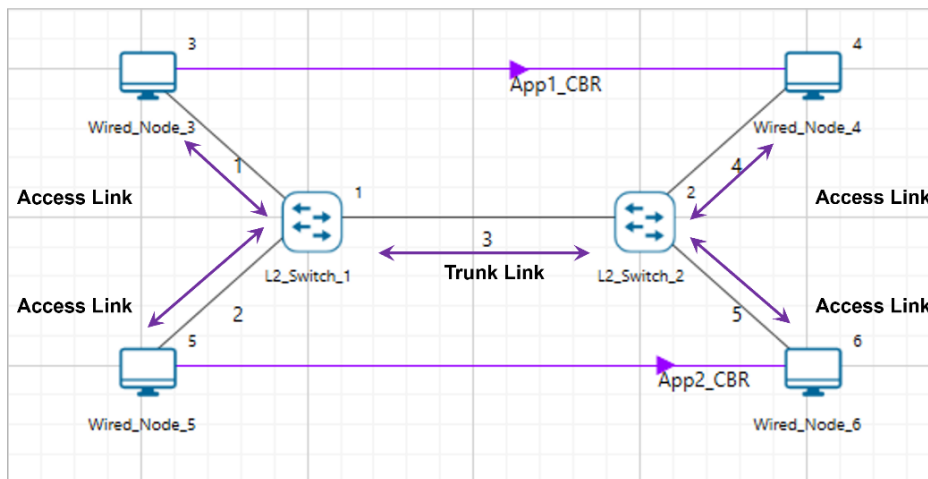 3
4
App1_CBR
Wired_Node_3
Wired_Node_4
1
4
Access Link
1
2
Access Link
3
L2_Switch_1
Trunk Link
L2_Switch_2
Access Link
2
5
Access Link
5
6
App2_CBR
Wired_Node_5
Wired_Node_6